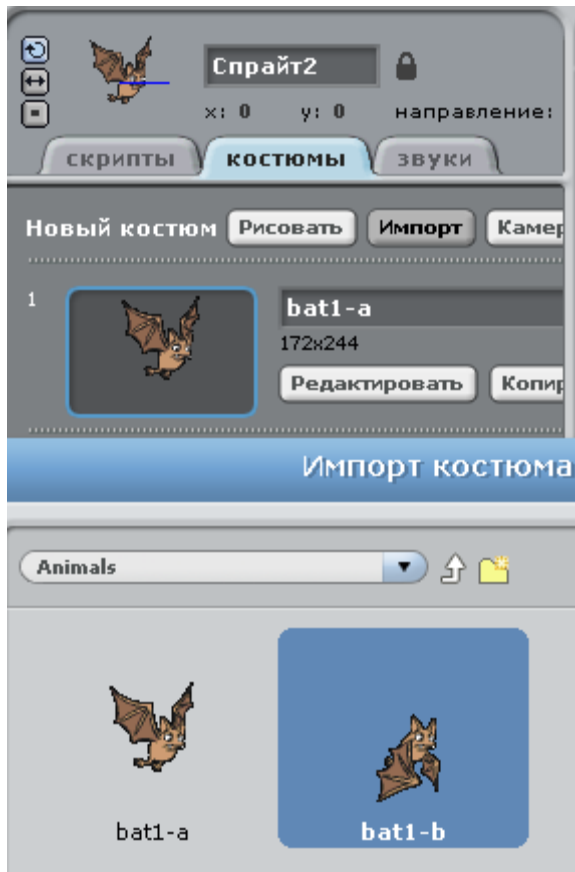 Спрайт2
x: 0 y: 0 направление:
скрипты костюмы звуки
Новый костюм Рисовать Импорт Камер
1 bat1-a
172x244
Редактировать Копир
Импорт костюма
Animals
bat1-a bat1-b